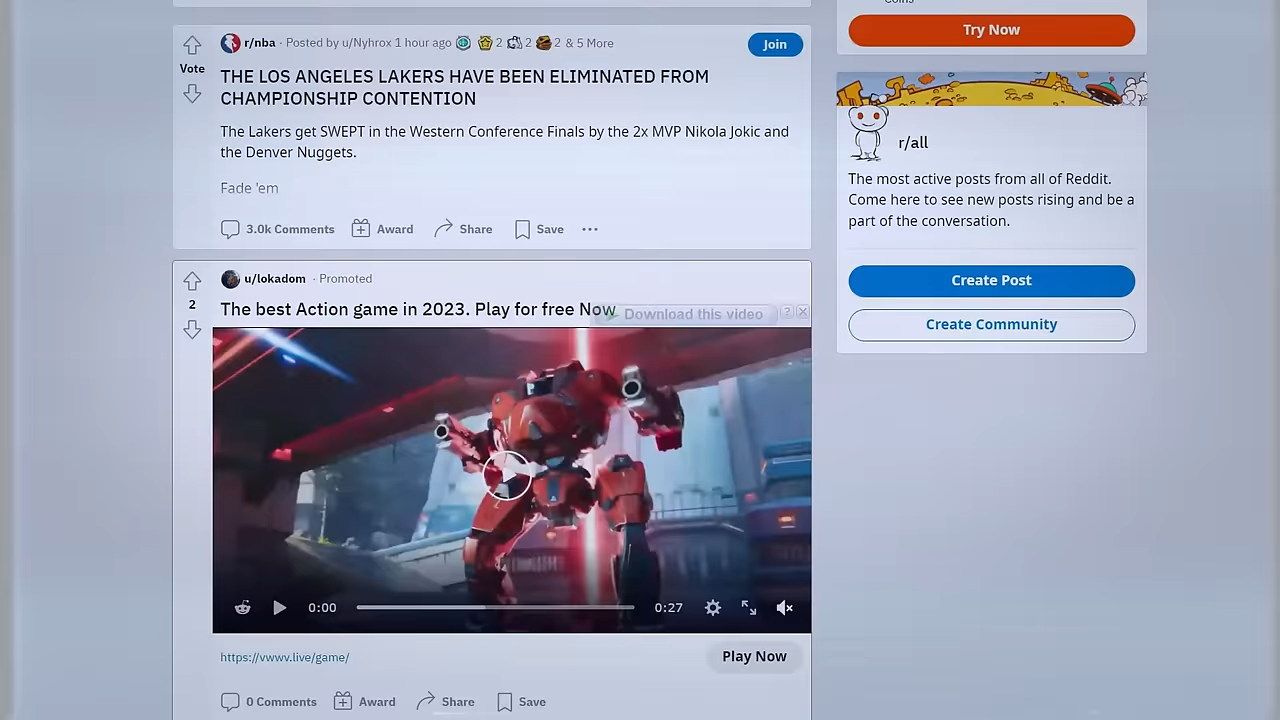 Coins
Try Now
r/nba · Posted by u/Nyhrox 1 hour ago 2 2 2 & 5 More
Join
Vote
THE LOS ANGELES LAKERS HAVE BEEN ELIMINATED FROM
CHAMPIONSHIP CONTENTION
The Lakers get SWEPT in the Western Conference Finals by the 2x MVP Nikola Jokic and
the Denver Nuggets.
Fade 'em
3.0k Comments Award Share Save ...
r/all
The most active posts from all of Reddit.
Come here to see new posts rising and be a
part of the conversation.
Create Post
Create Community
u/lokadom · Promoted
2
The best Action game in 2023. Play for free Now
Download this video ? X
0:00 0:27
https://vwwv.live/game/
Play Now
0 Comments Award Share Save